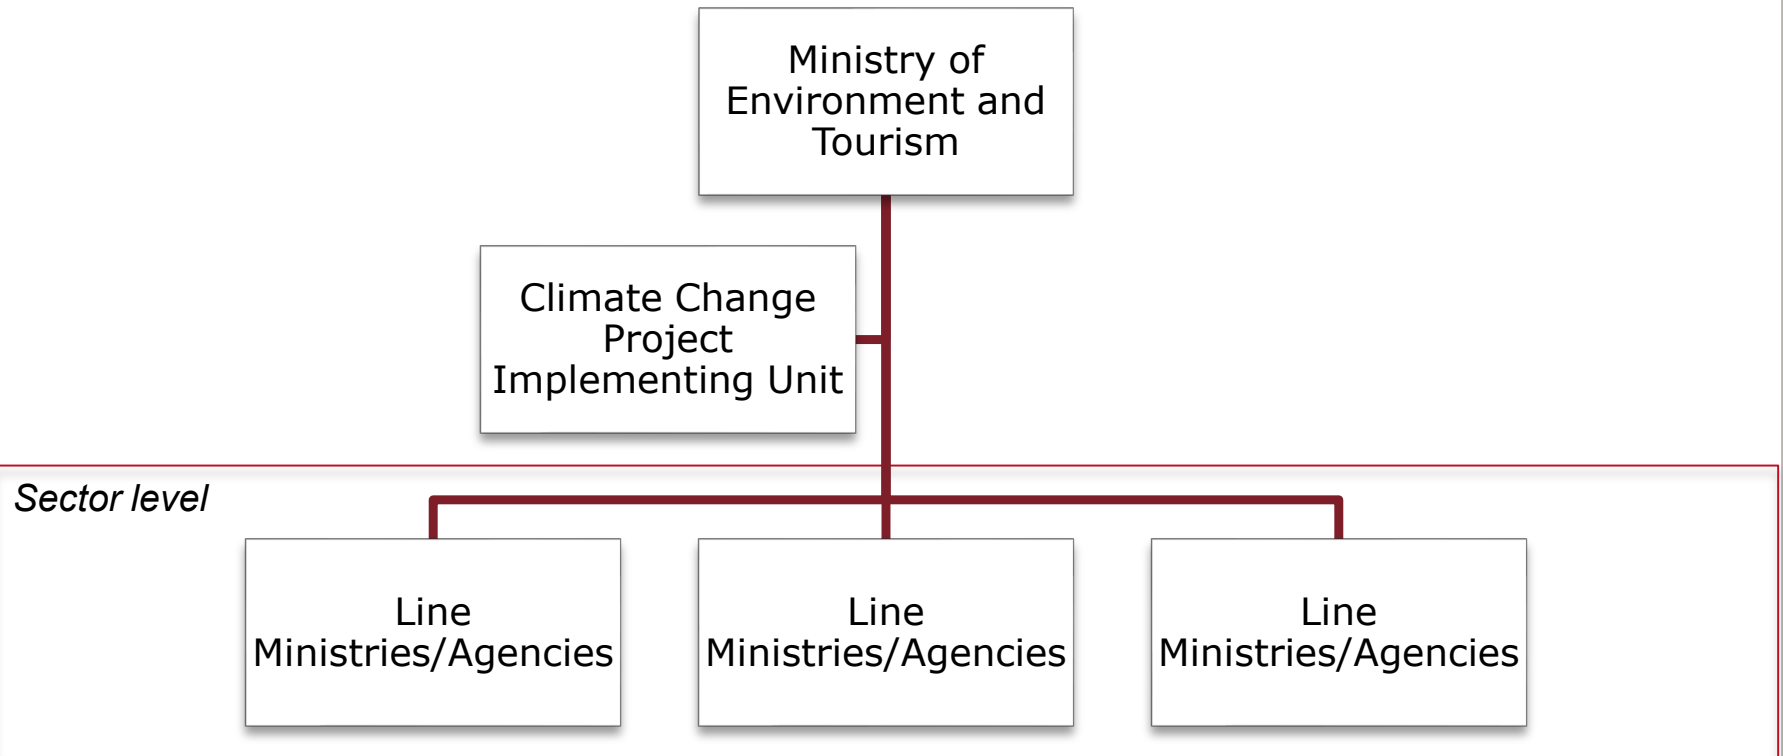 Ministry of
Environment and
Tourism
Climate Change
Project
Implementing Unit
Sector level
Line
Ministries/Agencies
Line
Ministries/Agencies
Line
Ministries/Agencies